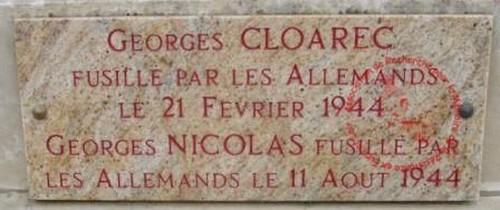 GEORGES CLOAREC
FUSILLE PAR LES ALLEMANDS
LE 21 FEVRIER 1944
GEORGES NICOLAS FUSILLÉ PAR
LES ALLEMANDS LE 11 AOUT 1944